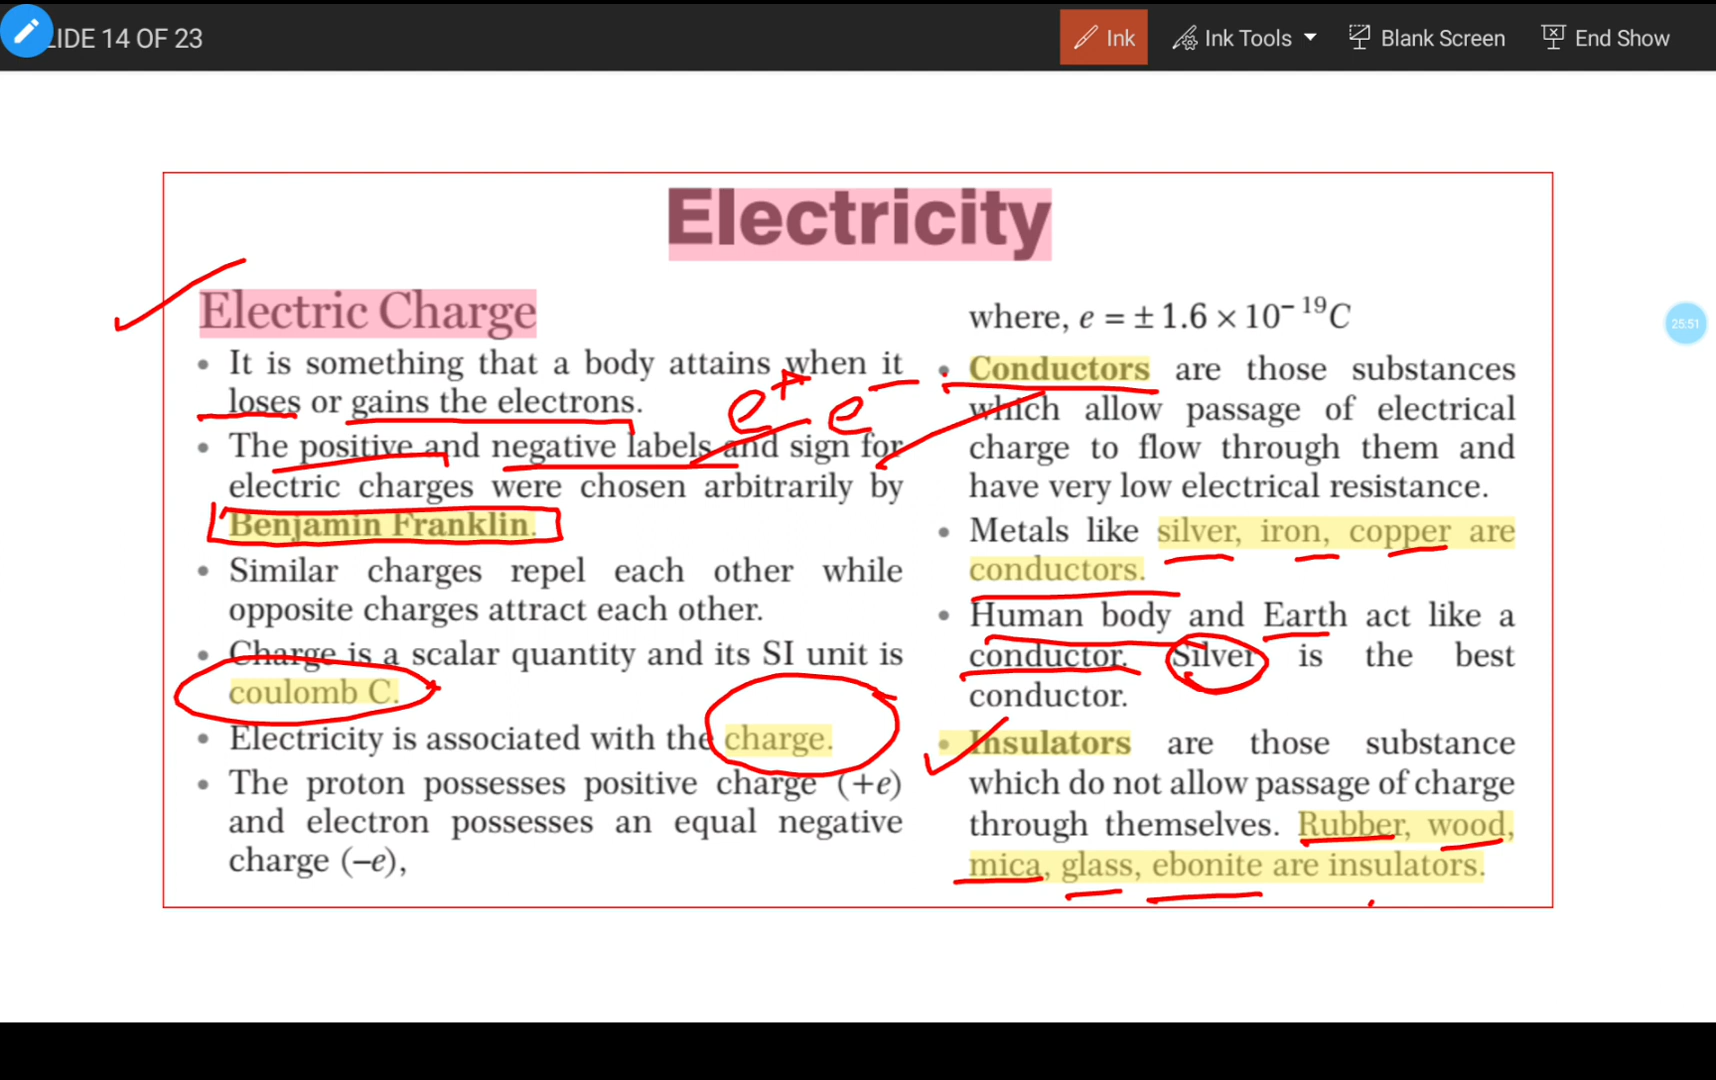 LIDE 14 OF 23
Ink
Ink Tools
Blank Screen
End Show
25:51
Electricity
Electric Charge
• It is something that a body attains when it
loses or gains the electrons.
e+ e−
• The positive and negative labels and sign for
electric charges were chosen arbitrarily by
Benjamin Franklin.
• Similar charges repel each other while
opposite charges attract each other.
• Charge is a scalar quantity and its SI unit is
coulomb C.
• Electricity is associated with the charge.
• The proton possesses positive charge (+e)
and electron possesses an equal negative
charge (−e),
where, e = ± 1.6 × 10⁻¹⁹C
• Conductors are those substances
which allow passage of electrical
charge to flow through them and
have very low electrical resistance.
• Metals like silver, iron, copper are
conductors.
• Human body and Earth act like a
conductor. Silver is the best
conductor.
• Insulators are those substance
which do not allow passage of charge
through themselves. Rubber, wood,
mica, glass, ebonite are insulators.